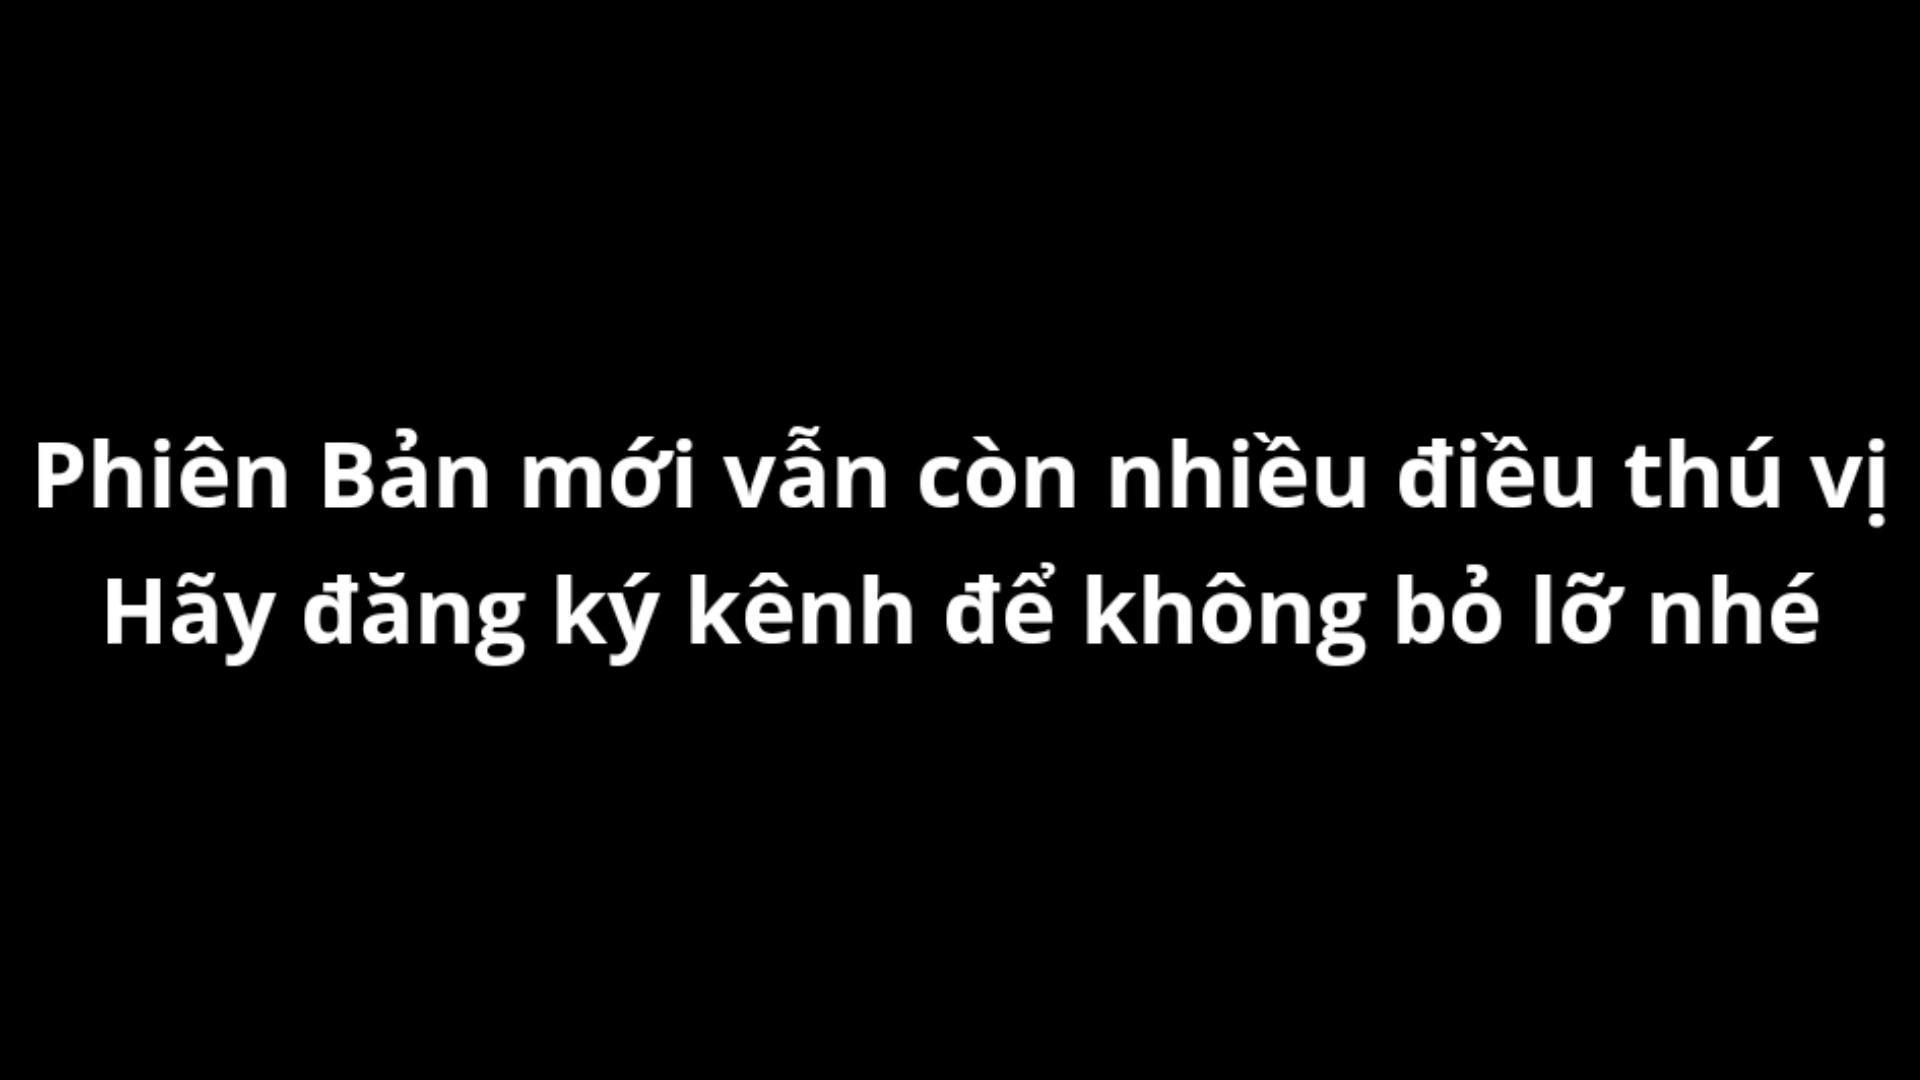 Phiên Bản mới vẫn còn nhiều điều thú vị
Hãy đăng ký kênh để không bỏ lỡ nhé